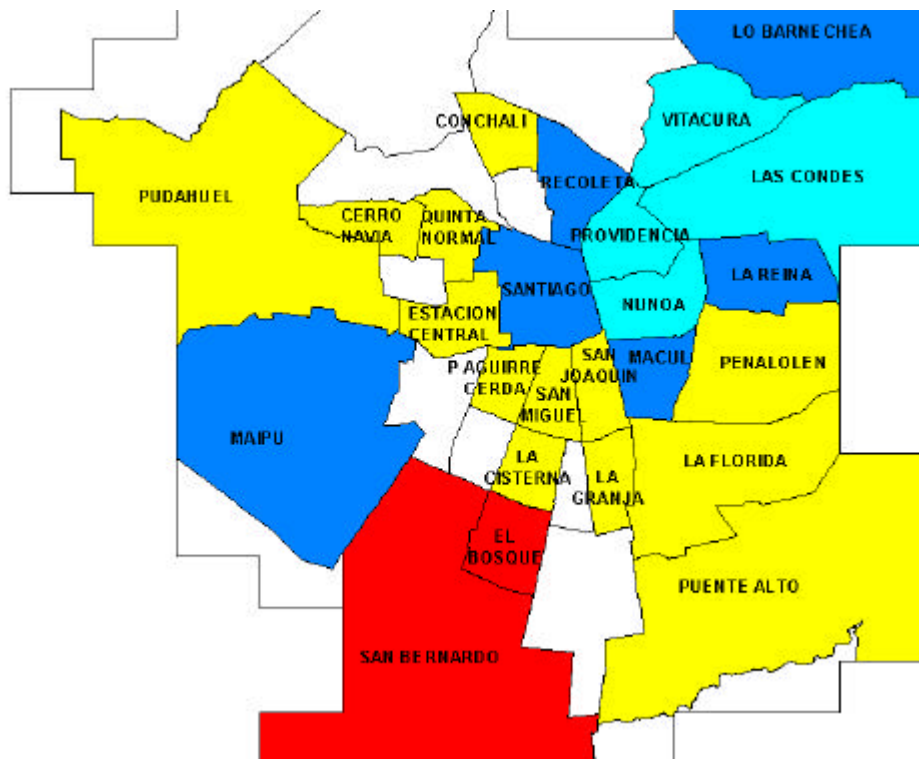 LO BARNECHEA
CONCHALI
VITACURA
RECOLETA
LAS CONDES
PUDAHUEL
CERRO
NAVIA
QUINTA
NORMAL
PROVIDENCIA
LA REINA
SANTIAGO
NUNOA
ESTACION
CENTRAL
SAN
JOAQUIN
MACUL
PENALOLEN
P AGUIRRE
CERDA
SAN
MIGUEL
MAIPU
LA
CISTERNA
LA
GRANJA
LA FLORIDA
EL
BOSQUE
PUENTE ALTO
SAN BERNARDO